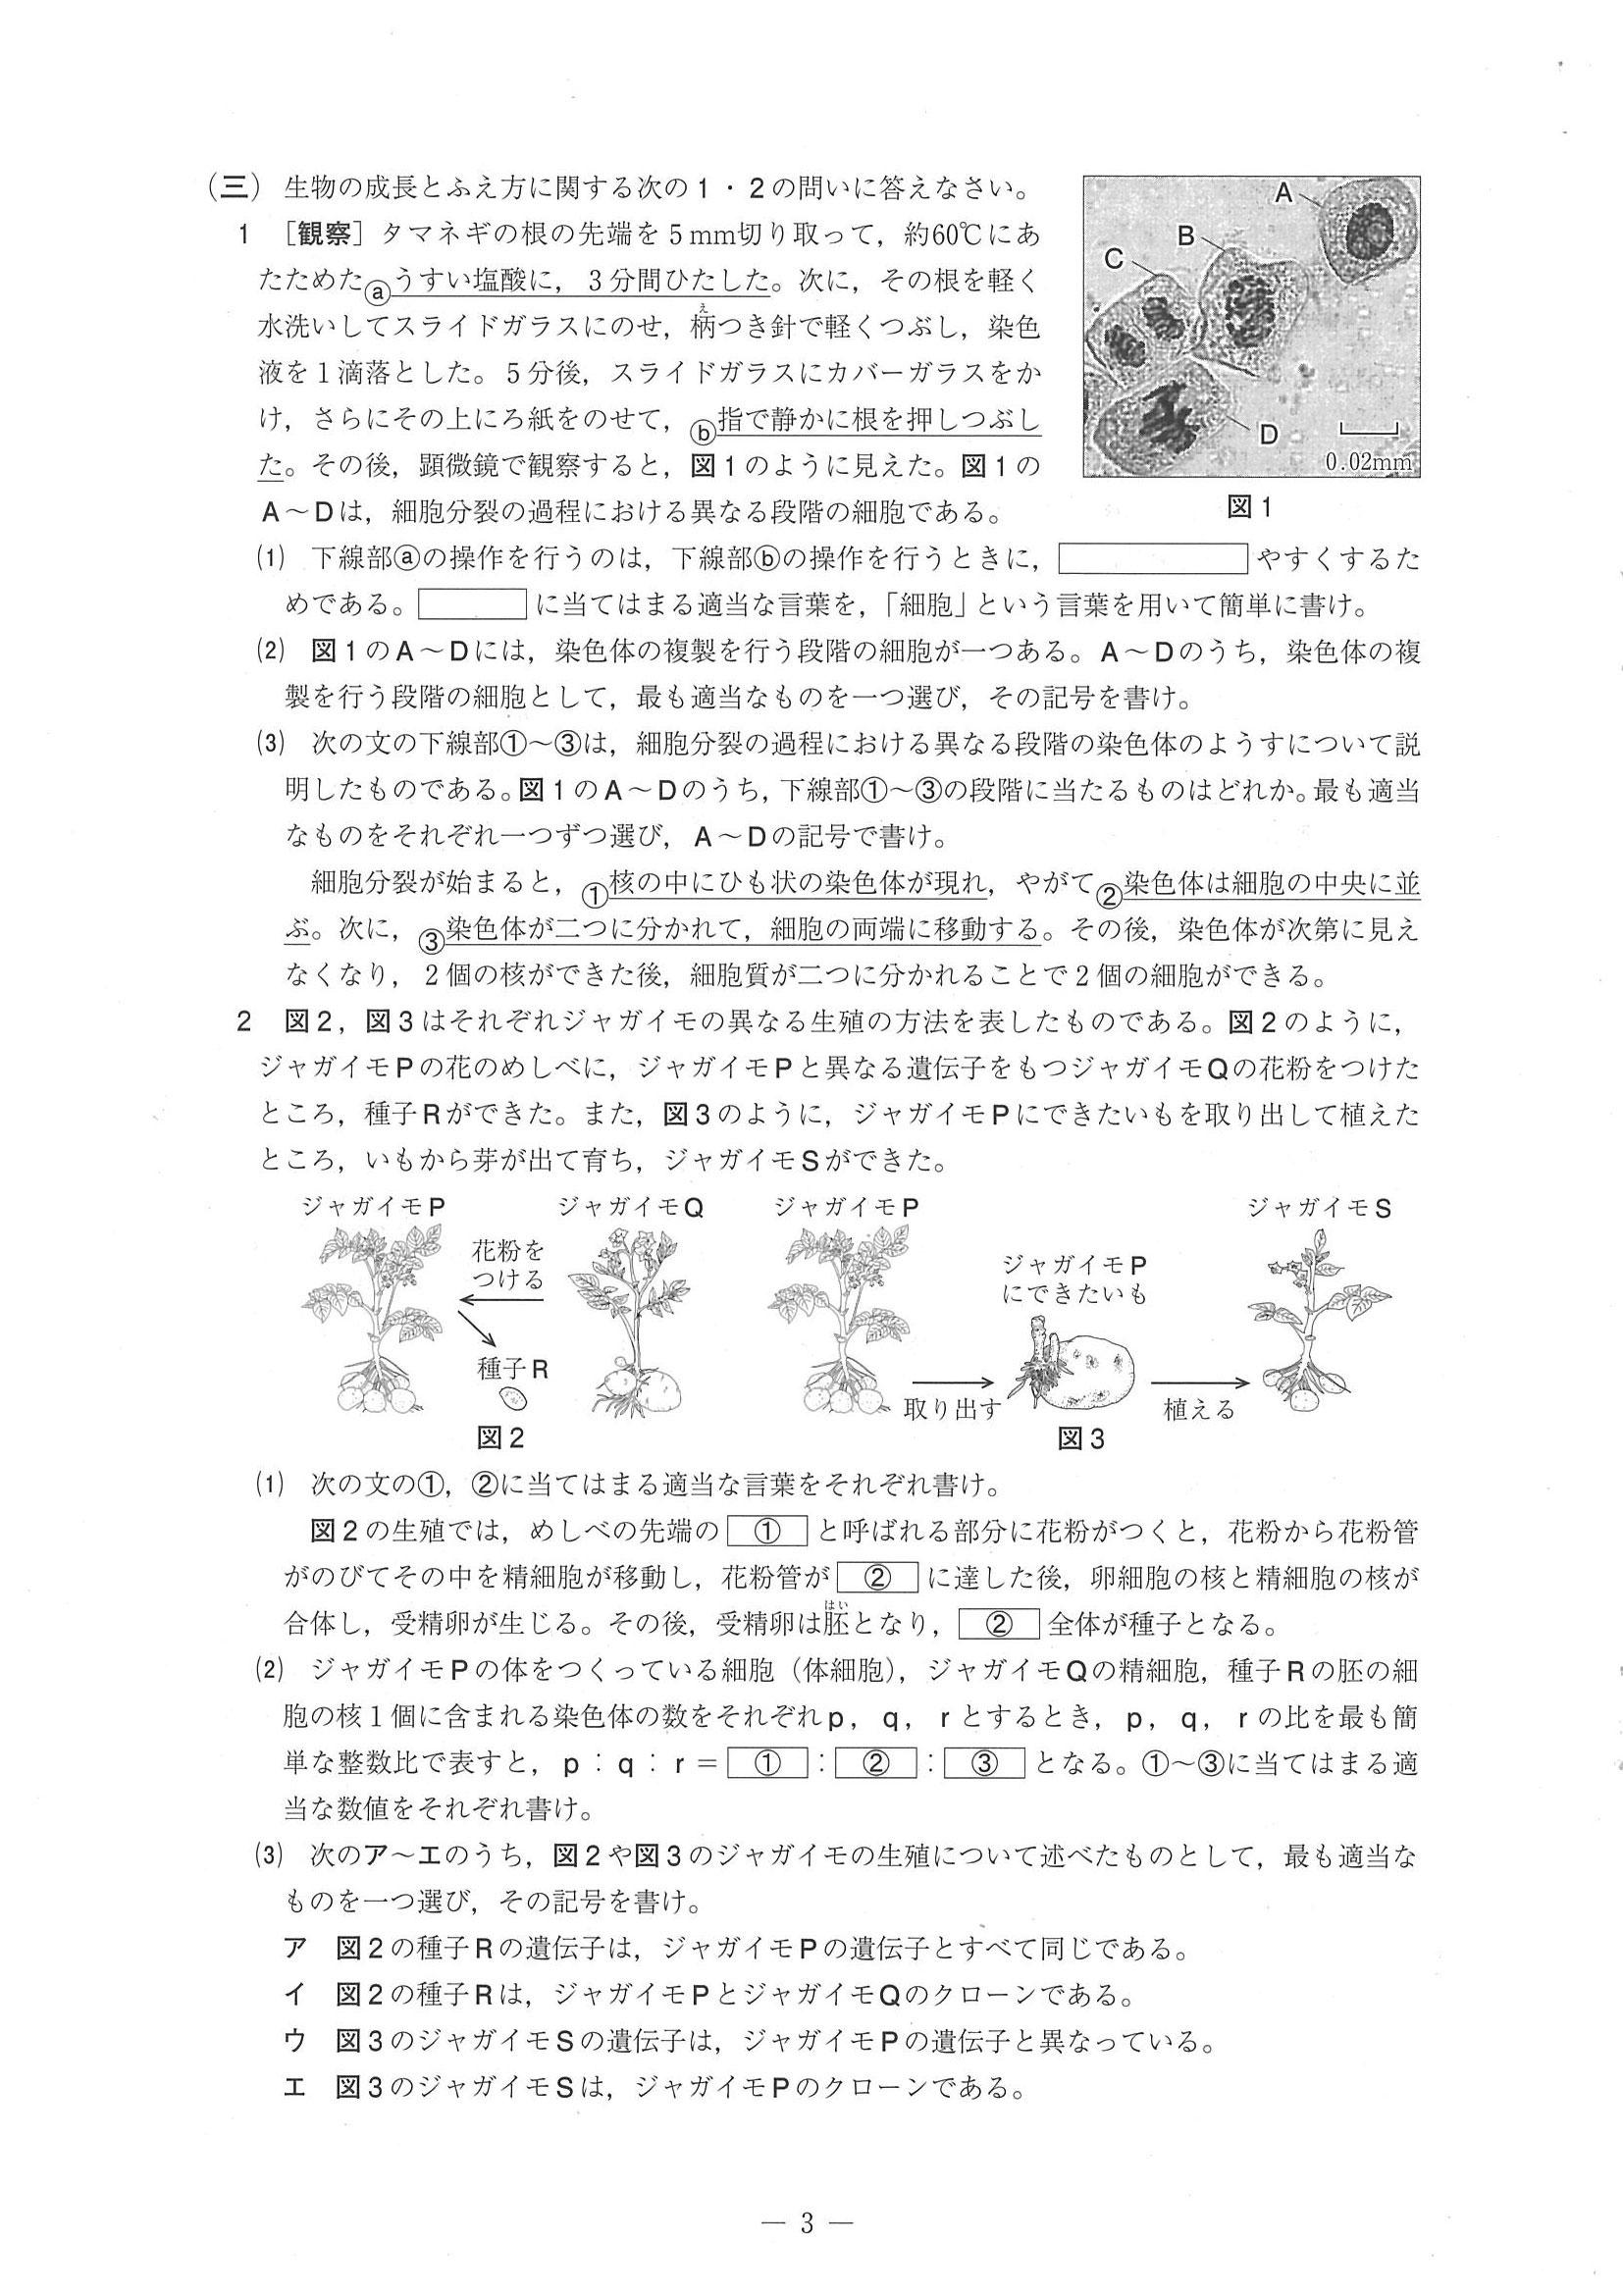 (三) 生物の成長とふえ方に関する次の1・2の問いに答えなさい。
1 [観察] タマネギの根の先端を5mm切り取って，約60℃にあ
たためたⓐうすい塩酸に，3分間ひたした。次に，その根を軽く
水洗いしてスライドガラスにのせ，柄つき針で軽くつぶし，染色
え
液を1滴落とした。5分後，スライドガラスにカバーガラスをか
け，さらにその上にろ紙をのせて，ⓑ指で静かに根を押しつぶし
た。その後，顕微鏡で観察すると，図1のように見えた。図1の
A～Dは，細胞分裂の過程における異なる段階の細胞である。
A
B
C
D
0.02mm
図1
(1) 下線部ⓐの操作を行うのは，下線部ⓑの操作を行うときに， やすくするた
めである。 に当てはまる適当な言葉を，「細胞」という言葉を用いて簡単に書け。
(2) 図1のA～Dには，染色体の複製を行う段階の細胞が一つある。A～Dのうち，染色体の複
製を行う段階の細胞として，最も適当なものを一つ選び，その記号を書け。
(3) 次の文の下線部①～③は，細胞分裂の過程における異なる段階の染色体のようすについて説
明したものである。図1のA～Dのうち，下線部①～③の段階に当たるものはどれか。最も適当
なものをそれぞれ一つずつ選び，A～Dの記号で書け。
細胞分裂が始まると，①核の中にひも状の染色体が現れ，やがて②染色体は細胞の中央に並
ぶ。次に，③染色体が二つに分かれて，細胞の両端に移動する。その後，染色体が次第に見え
なくなり，2個の核ができた後，細胞質が二つに分かれることで2個の細胞ができる。
2 図2，図3はそれぞれジャガイモの異なる生殖の方法を表したものである。図2のように，
ジャガイモPの花のめしべに，ジャガイモPと異なる遺伝子をもつジャガイモQの花粉をつけた
ところ，種子Rができた。また，図3のように，ジャガイモPにできたいもを取り出して植えた
ところ，いもから芽が出て育ち，ジャガイモSができた。
ジャガイモP
ジャガイモQ
花粉を
つける
種子R
図2
ジャガイモP
ジャガイモP
にできたいも
ジャガイモS
取り出す
植える
図3
(1) 次の文の①，②に当てはまる適当な言葉をそれぞれ書け。
図2の生殖では，めしべの先端の ① と呼ばれる部分に花粉がつくと，花粉から花粉管
がのびてその中を精細胞が移動し，花粉管が ② に達した後，卵細胞の核と精細胞の核が
はい
合体し，受精卵が生じる。その後，受精卵は胚となり， ② 全体が種子となる。
(2) ジャガイモPの体をつくっている細胞（体細胞），ジャガイモQの精細胞，種子Rの胚の細
胞の核1個に含まれる染色体の数をそれぞれp，q，rとするとき，p，q，rの比を最も簡
単な整数比で表すと，p：q：r＝ ① ： ② ： ③ となる。①～③に当てはまる適
当な数値をそれぞれ書け。
(3) 次のア～エのうち，図2や図3のジャガイモの生殖について述べたものとして，最も適当な
ものを一つ選び，その記号を書け。
ア 図2の種子Rの遺伝子は，ジャガイモPの遺伝子とすべて同じである。
イ 図2の種子Rは，ジャガイモPとジャガイモQのクローンである。
ウ 図3のジャガイモSの遺伝子は，ジャガイモPの遺伝子と異なっている。
エ 図3のジャガイモSは，ジャガイモPのクローンである。
― 3 ―